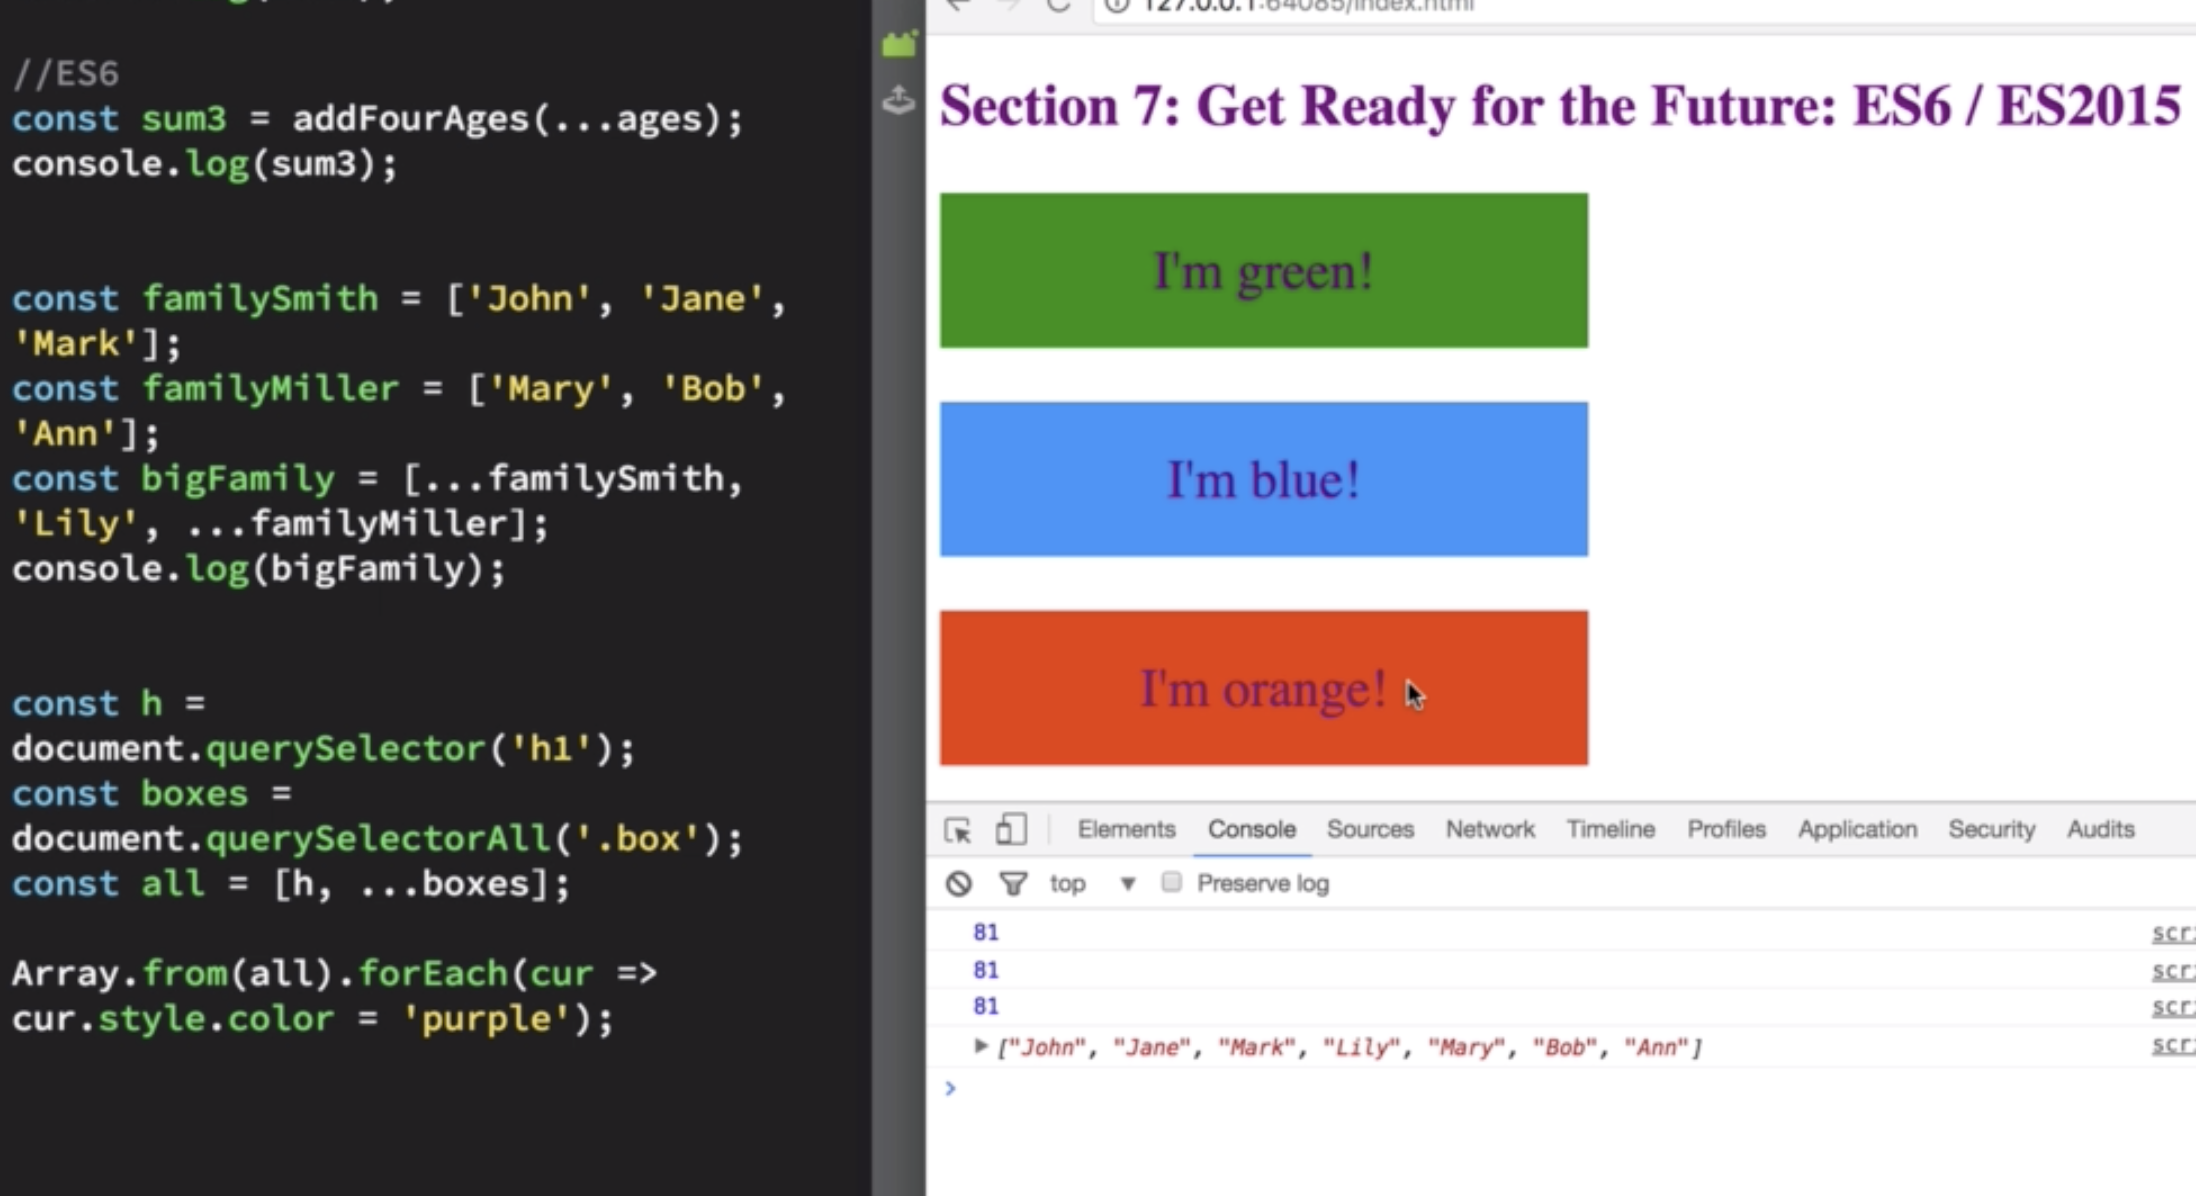 //ES6
const sum3 = addFourAges(...ages);
console.log(sum3);
const familySmith = ['John', 'Jane',
'Mark'];
const familyMiller = ['Mary', 'Bob',
'Ann'];
const bigFamily = [...familySmith,
'Lily', ...familyMiller];
console.log(bigFamily);
const h =
document.querySelector('h1');
const boxes =
document.querySelectorAll('.box');
const all = [h, ...boxes];
Array.from(all).forEach(cur =>
cur.style.color = 'purple');
127.0.0.1:64085/index.html
Section 7: Get Ready for the Future: ES6 / ES2015
I'm green!
I'm blue!
I'm orange!
Elements Console Sources Network Timeline Profiles Application Security Audits
top Preserve log
81 scr
81 scr
81 scr
["John", "Jane", "Mark", "Lily", "Mary", "Bob", "Ann"] scr